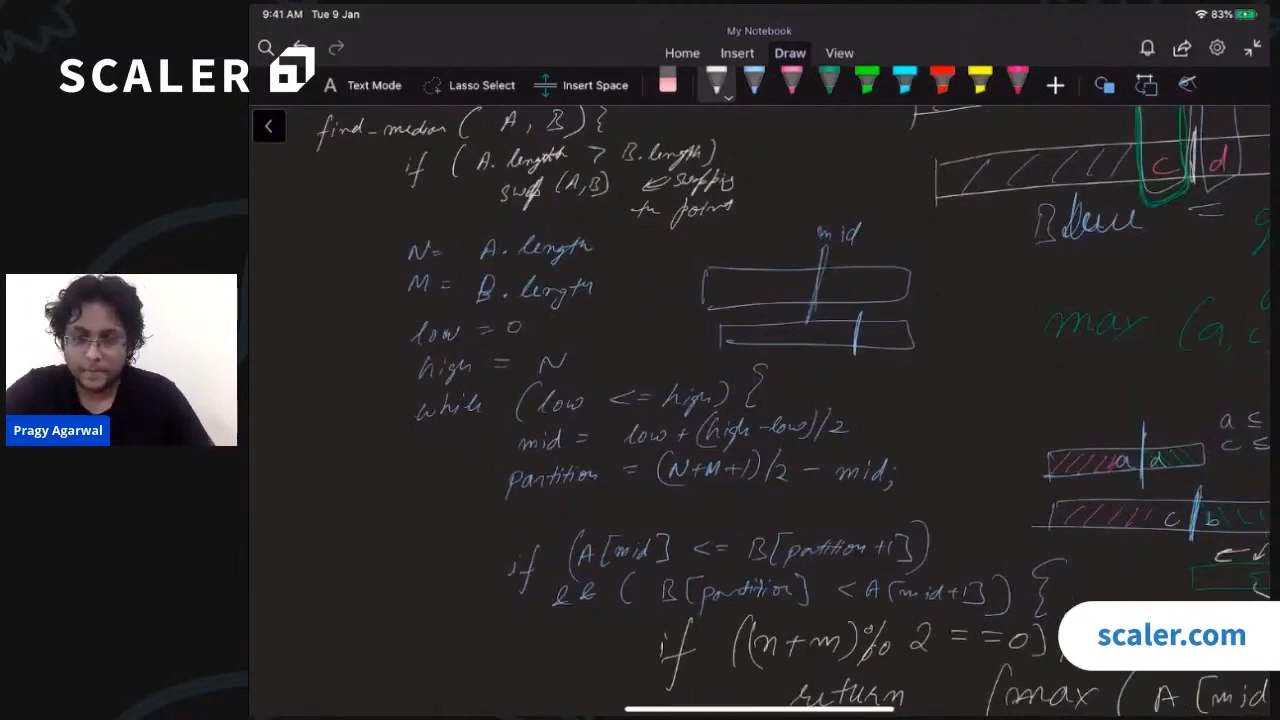 9:41 AM Tue 9 Jan
83%
My Notebook
Home Insert Draw View
SCALER
Text Mode
Lasso Select
Insert Space
find_median ( A, B ) {
if ( A. length > B. length )
swap (A, B)
N = A. length
M = B. length
low = 0
high = N
while (low <= high) {
mid = low + (high - low)/2
partition = (N+M+1)/2 - mid;
if (A[mid] <= B[partition+1])
&& ( B[partition] < A[mid+1]) {
if ((n+m)% 2 == 0)
return (max ( A [mid
mid
c d
B
=
max (a,
a d
c b
a ≤
c ≤
Pragy Agarwal
scaler.com